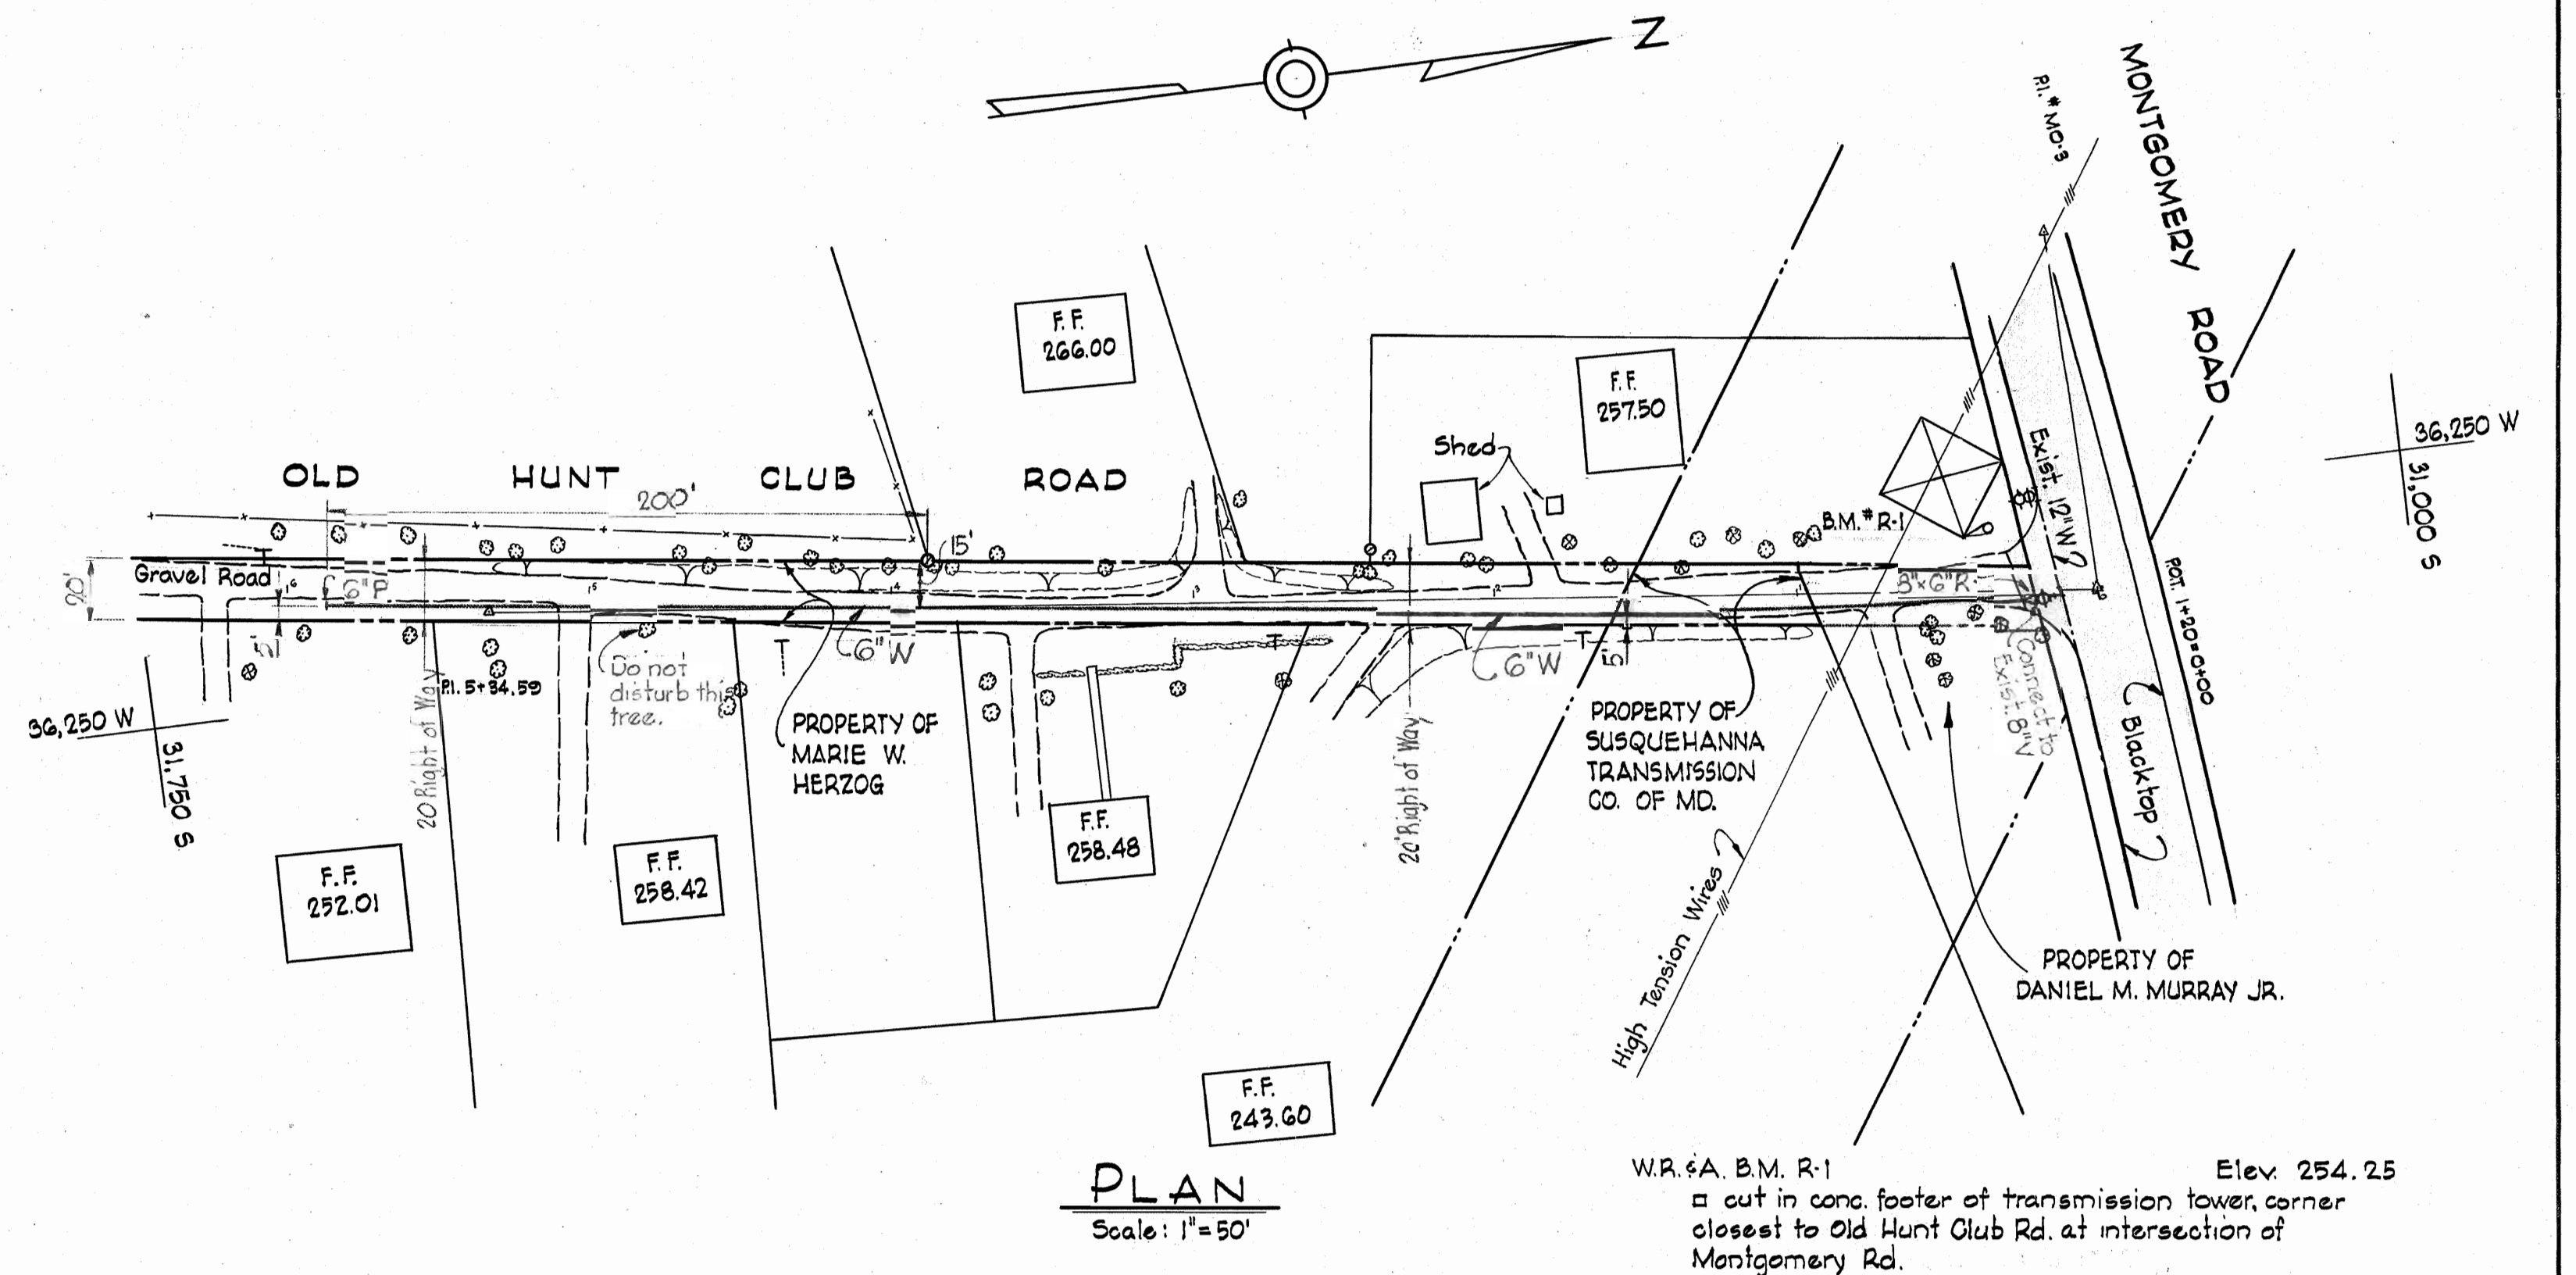 N
P.I. # MO-3
MONTGOMERY ROAD
F. F.
266.00
F. F.
257.50
Shed
Exist. 12"W
36,250 W
31,000 S
OLD HUNT CLUB ROAD
200'
15'
B.M.# R-1
Gravel Road
6"P
20'
5'
8"x6"R
P.O.T. 1+20=0+00
6"W
6"W
5'
Do not
disturb this
tree.
P.I. 5+34.59
20 Right of Way
36,250 W
31,750 S
PROPERTY OF
MARIE W.
HERZOG
20' Right of Way
PROPERTY OF
SUSQUEHANNA
TRANSMISSION
CO. OF MD.
Connect to
Exist. 8"
Blacktop
F.F.
252.01
F.F.
258.42
F.F.
258.48
High Tension Wires
PROPERTY OF
DANIEL M. MURRAY JR.
F.F.
243.60
PLAN
Scale: 1"=50'
W.R.&A. B.M. R-1 Elev. 254.25
cut in conc. footer of transmission tower, corner
closest to Old Hunt Club Rd. at intersection of
Montgomery Rd.